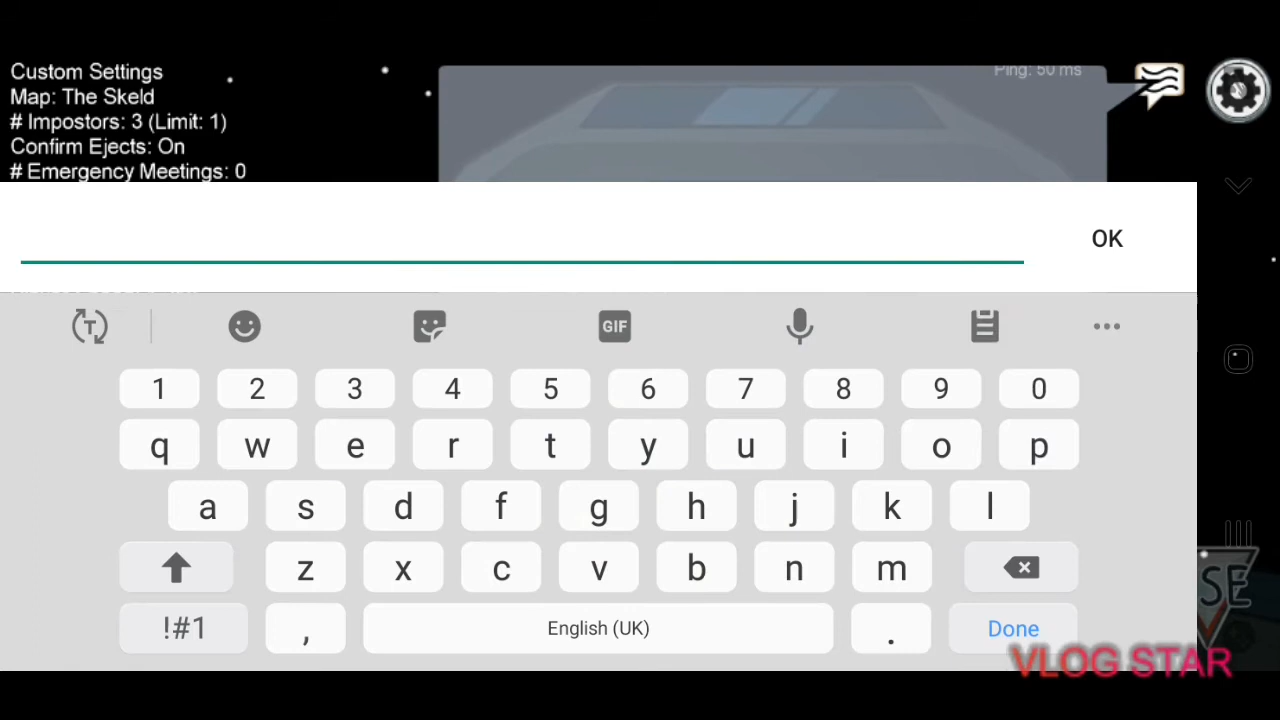 Custom Settings
Map: The Skeld
# Impostors: 3 (Limit: 1)
Confirm Ejects: On
# Emergency Meetings: 0
Ping: 50 ms
OK
T
GIF
1 2 3 4 5 6 7 8 9 0
q w e r t y u i o p
a s d f g h j k l
z x c v b n m
!#1 , English (UK) . Done
SE
VLOG STAR